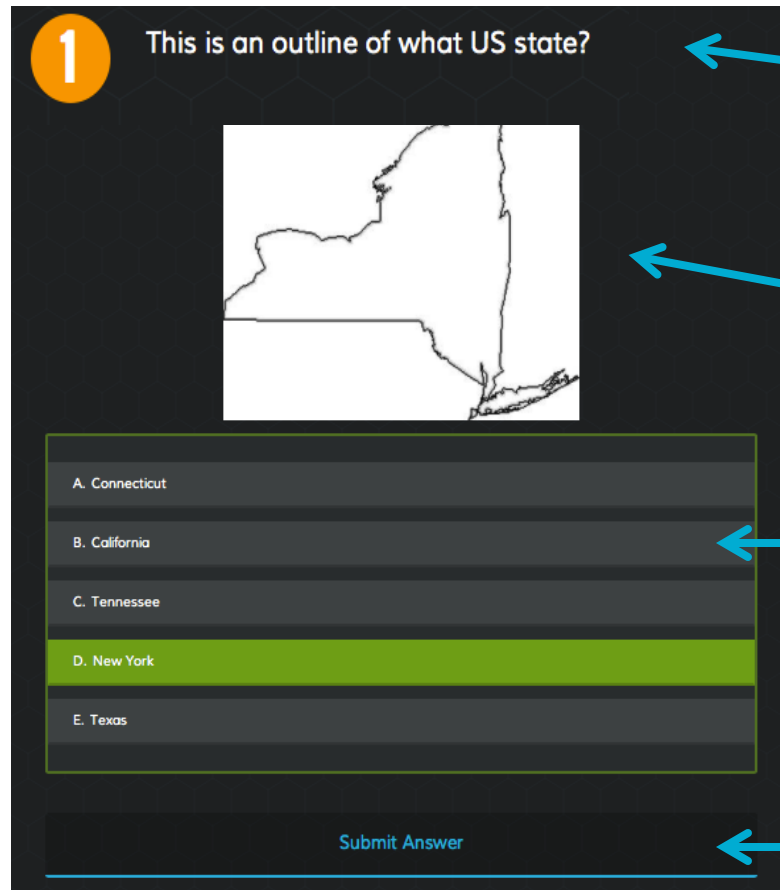 1
This is an outline of what US state?
A. Connecticut
B. California
C. Tennessee
D. New York
E. Texas
Submit Answer